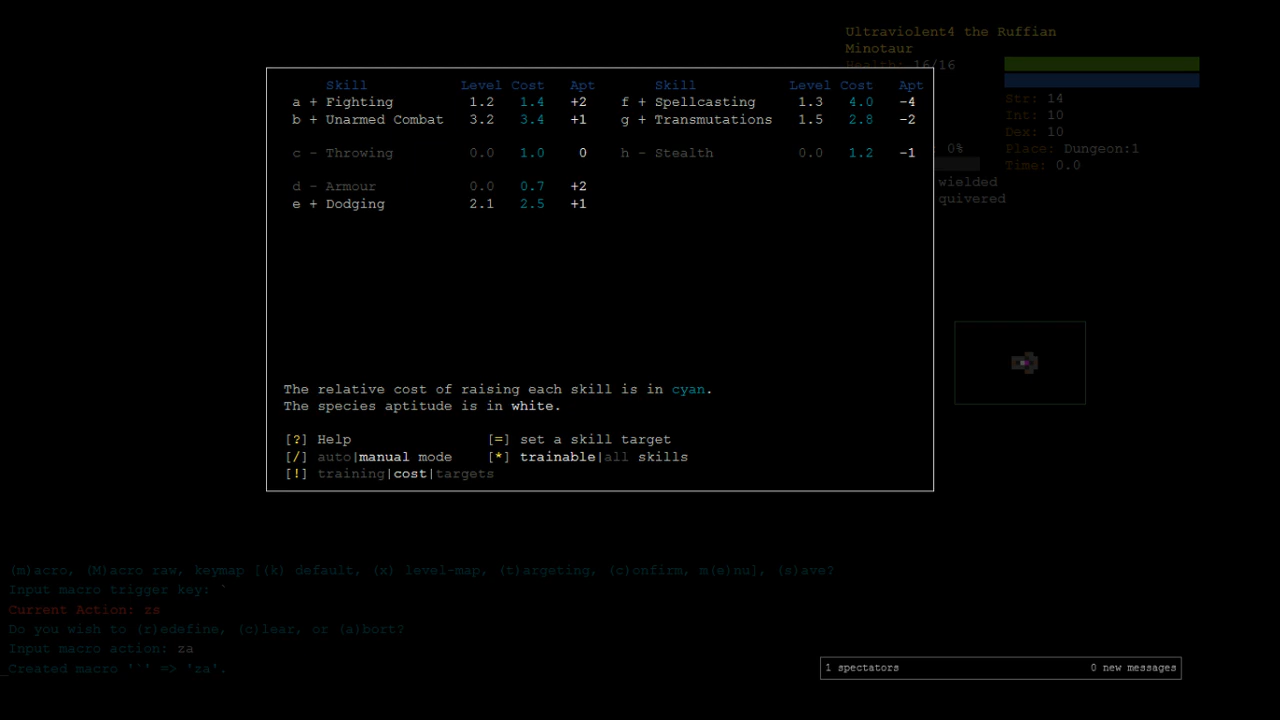 Ultraviolent4 the Ruffian
Minotaur
Health: 16/16
Str: 14
Int: 10
Dex: 10
0% Place: Dungeon:1
Time: 0.0
wielded
quivered
Skill Level Cost Apt Skill Level Cost Apt
a + Fighting 1.2 1.4 +2 f + Spellcasting 1.3 4.0 -4
b + Unarmed Combat 3.2 3.4 +1 g + Transmutations 1.5 2.8 -2
c - Throwing 0.0 1.0 0 h - Stealth 0.0 1.2 -1
d - Armour 0.0 0.7 +2
e + Dodging 2.1 2.5 +1
The relative cost of raising each skill is in cyan.
The species aptitude is in white.
[?] Help [=] set a skill target
[/] auto|manual mode [*] trainable|all skills
[!] training|cost|targets
(m)acro, (M)acro raw, keymap [(k) default, (x) level-map, (t)argeting, (c)onfirm, m(e)nu], (s)ave?
Input macro trigger key: `
Current Action: zs
Do you wish to (r)edefine, (c)lear, or (a)bort?
Input macro action: za
_Created macro '`' => 'za'.
1 spectators 0 new messages